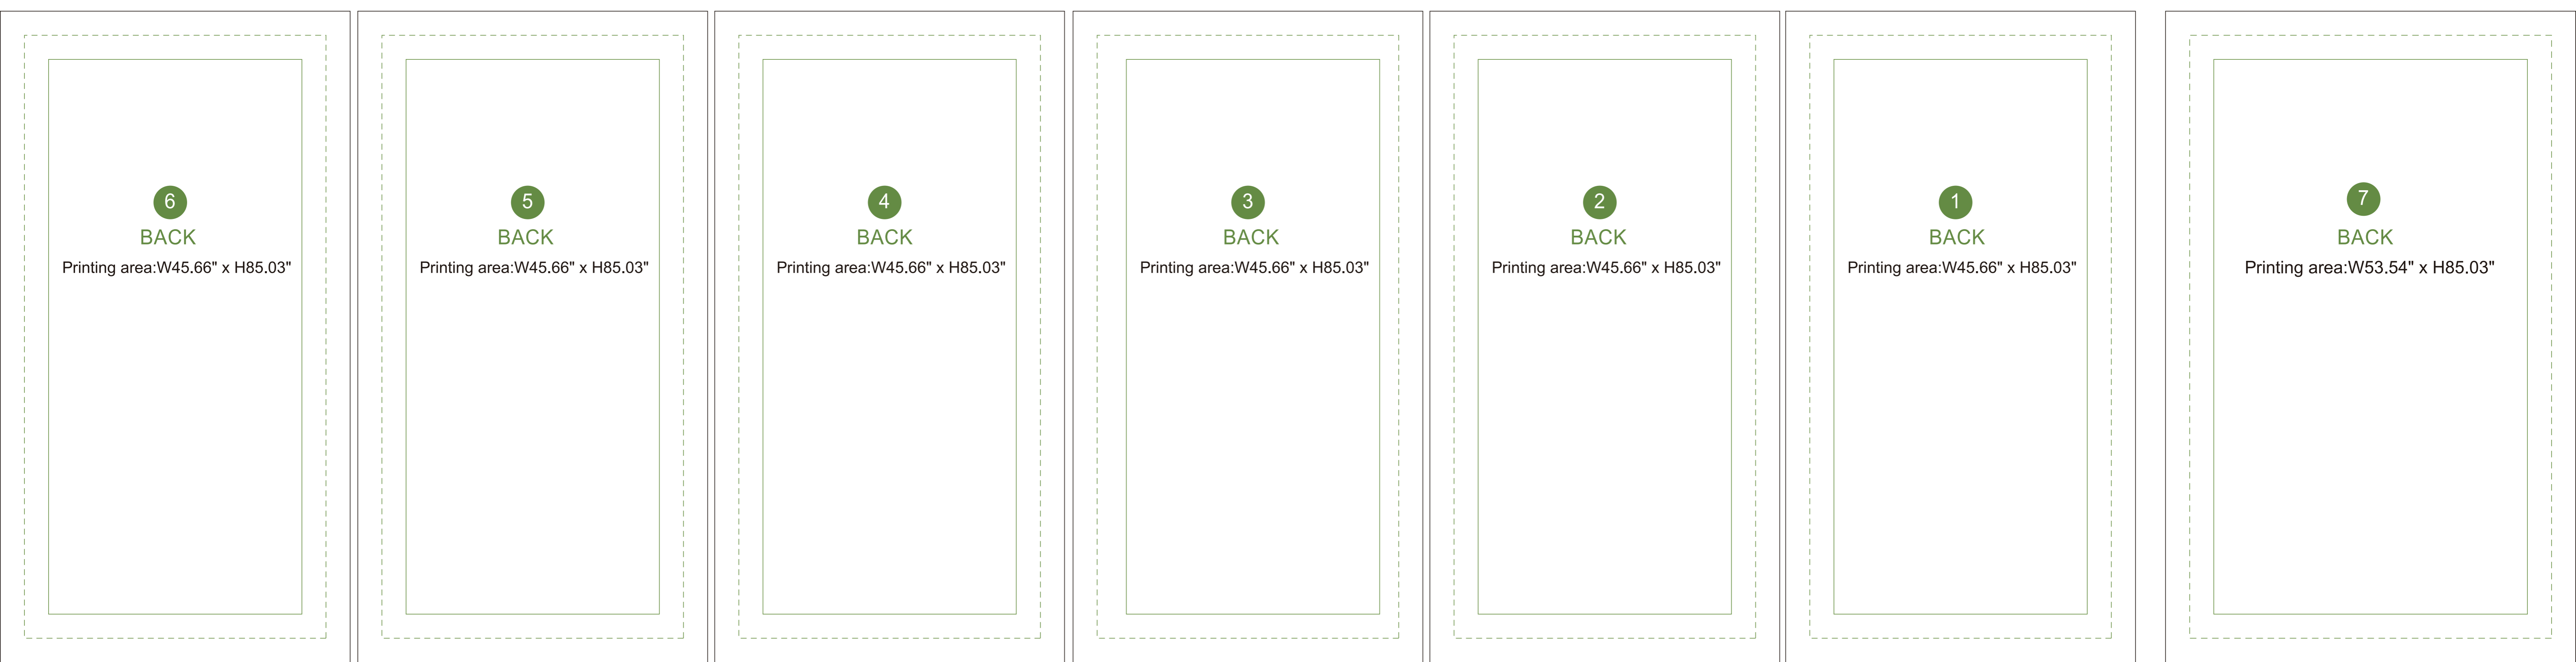 6
BACK
Printing area:W45.66" x H85.03"
5
BACK
Printing area:W45.66" x H85.03"
4
BACK
Printing area:W45.66" x H85.03"
3
BACK
Printing area:W45.66" x H85.03"
2
BACK
Printing area:W45.66" x H85.03"
1
BACK
Printing area:W45.66" x H85.03"
7
BACK
Printing area:W53.54" x H85.03"